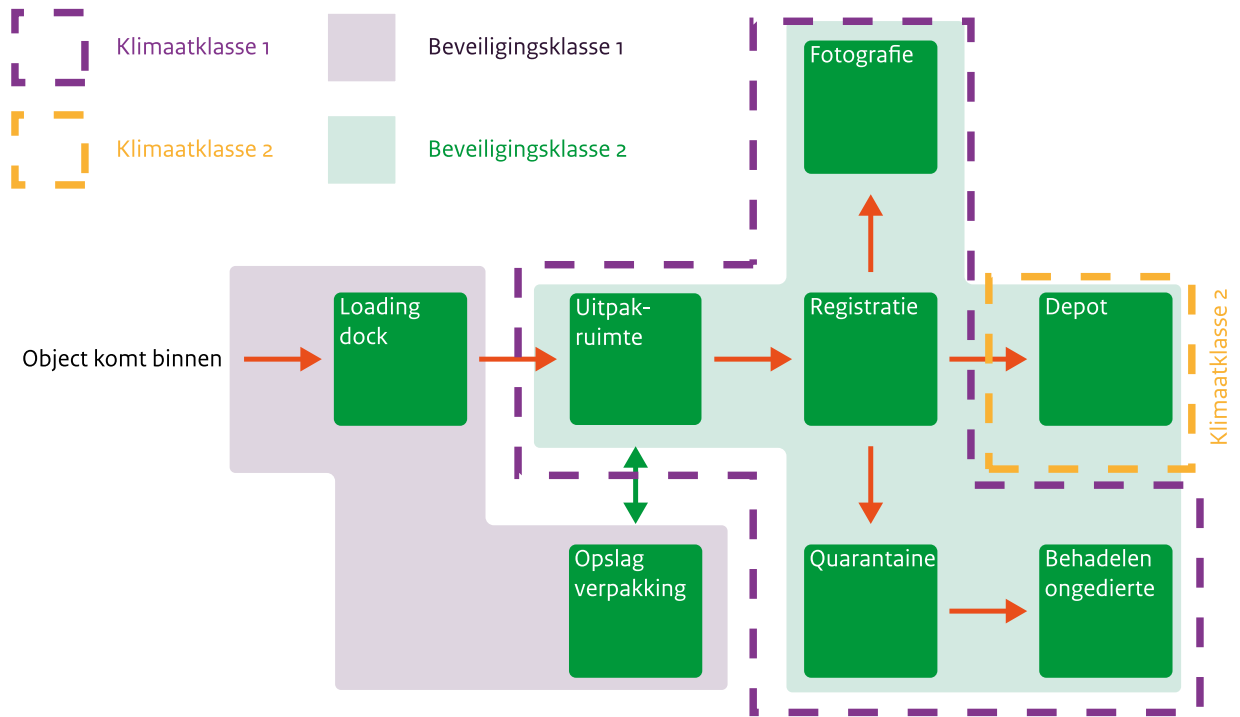 Klimaatklasse 1
Beveiligingsklasse 1
Klimaatklasse 2
Beveiligingsklasse 2
Fotografie
Object komt binnen
Loading
dock
Uitpak-
ruimte
Registratie
Depot
Klimaatklasse 2
Opslag
verpakking
Quarantaine
Behadelen
ongedierte